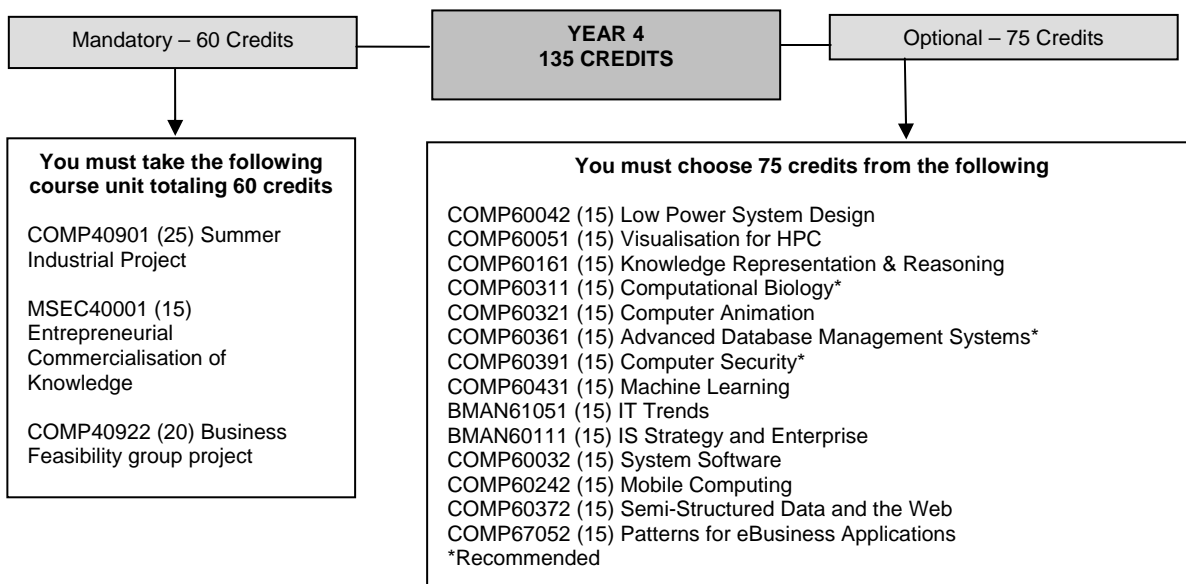 Mandatory – 60 Credits
YEAR 4
135 CREDITS
Optional – 75 Credits
You must take the following
course unit totaling 60 credits
COMP40901 (25) Summer
Industrial Project
MSEC40001 (15)
Entrepreneurial
Commercialisation of
Knowledge
COMP40922 (20) Business
Feasibility group project
You must choose 75 credits from the following
COMP60042 (15) Low Power System Design
COMP60051 (15) Visualisation for HPC
COMP60161 (15) Knowledge Representation & Reasoning
COMP60311 (15) Computational Biology*
COMP60321 (15) Computer Animation
COMP60361 (15) Advanced Database Management Systems*
COMP60391 (15) Computer Security*
COMP60431 (15) Machine Learning
BMAN61051 (15) IT Trends
BMAN60111 (15) IS Strategy and Enterprise
COMP60032 (15) System Software
COMP60242 (15) Mobile Computing
COMP60372 (15) Semi-Structured Data and the Web
COMP67052 (15) Patterns for eBusiness Applications
*Recommended